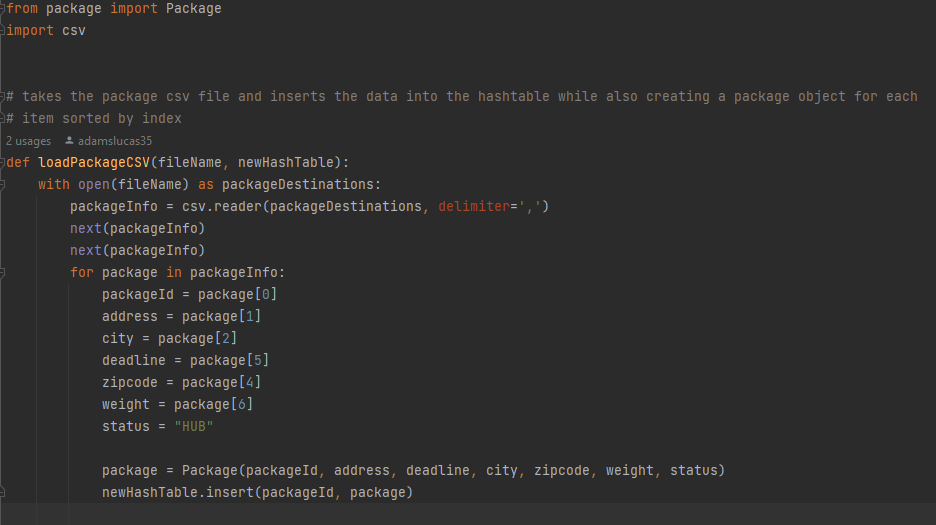 from package import Package
import csv
# takes the package csv file and inserts the data into the hashtable while also creating a package object for each
# item sorted by index
2 usages adamslucas35
def loadPackageCSV(fileName, newHashTable):
    with open(fileName) as packageDestinations:
        packageInfo = csv.reader(packageDestinations, delimiter=',')
        next(packageInfo)
        next(packageInfo)
        for package in packageInfo:
            packageId = package[0]
            address = package[1]
            city = package[2]
            deadline = package[5]
            zipcode = package[4]
            weight = package[6]
            status = "HUB"
            package = Package(packageId, address, deadline, city, zipcode, weight, status)
            newHashTable.insert(packageId, package)